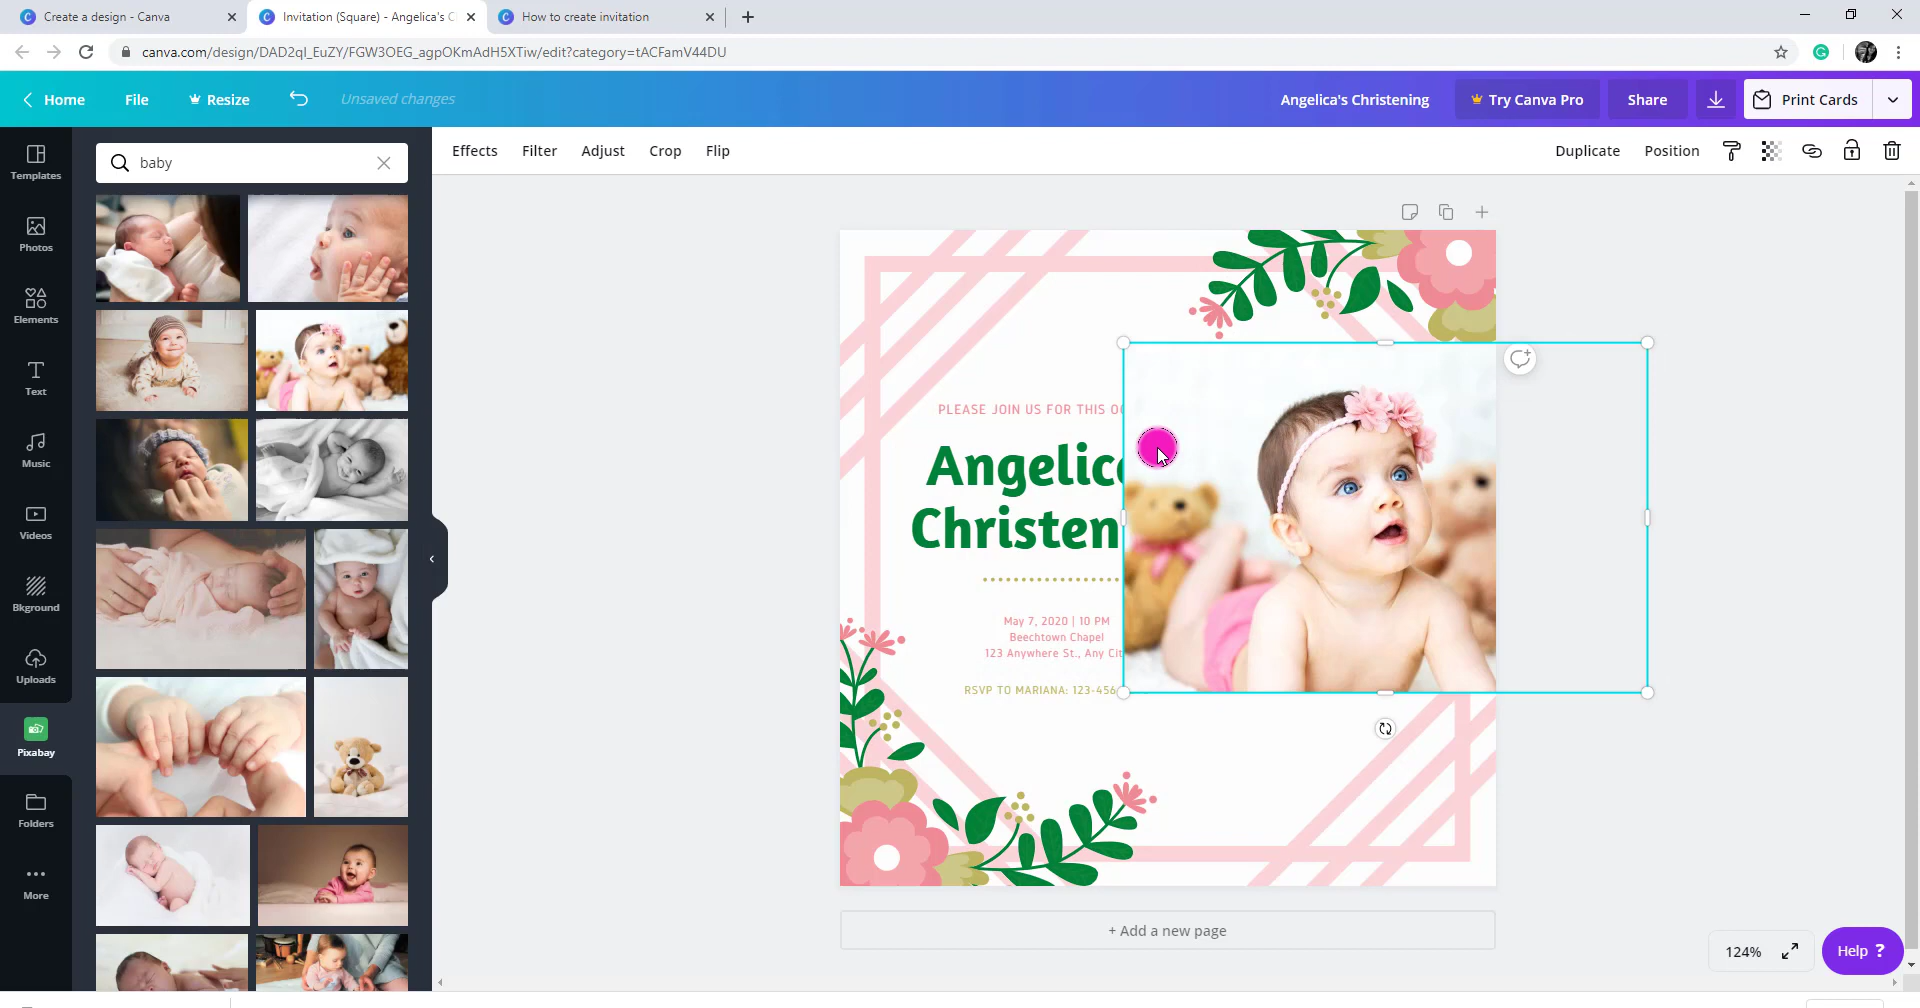 Create a design - Canva
Invitation (Square) - Angelica's C
How to create invitation
canva.com/design/DAD2qI_EuZY/FGW3OEG_agpOKmAdH5XTiw/edit?category=tACFamV44DU
Home
File
Resize
Unsaved changes
Angelica's Christening
Try Canva Pro
Share
Print Cards
baby
Effects
Filter
Adjust
Crop
Flip
Duplicate
Position
Templates
Photos
Elements
Text
Music
Videos
Bkground
Uploads
Pixabay
Folders
More
PLEASE JOIN US FOR THIS
Angelic
Christen
May 7, 2020 | 10 PM
Beechtown Chapel
123 Anywhere St., Any Cit
RSVP TO MARIANA: 123-456
+ Add a new page
124%
Help ?